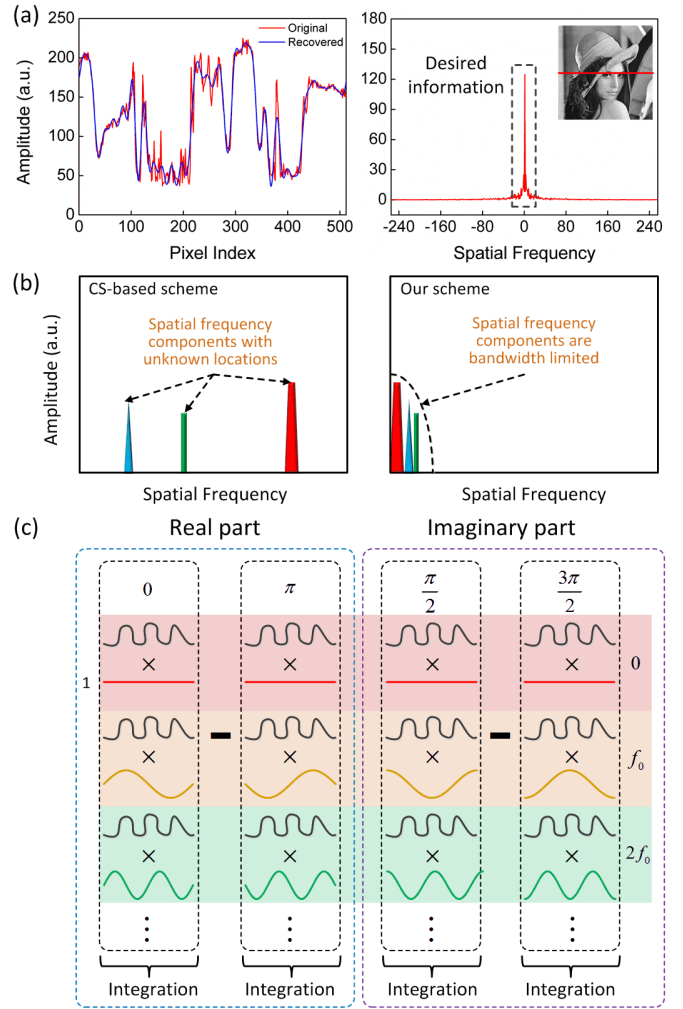 (a)
Original
Recovered
250
200
150
100
50
0
Amplitude (a.u.)
0 100 200 300 400 500
Pixel Index
180
150
120
90
60
30
0
Desired
information
-240 -160 -80 0 80 160 240
Spatial Frequency
(b)
CS-based scheme
Spatial frequency
components with
unknown locations
Amplitude (a.u.)
Spatial Frequency
Our scheme
Spatial frequency
components are
bandwidth limited
Spatial Frequency
(c)
Real part
Imaginary part
0 π π/2 3π/2
× × × × 0
1
× × × × f₀
× × × × 2f₀
Integration Integration Integration Integration